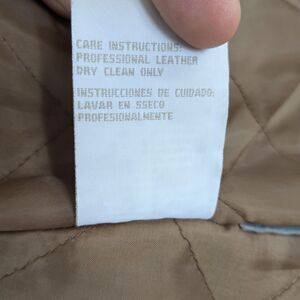 CARE INSTRUCTIONS:
PROFESSIONAL LEATHER
DRY CLEAN ONLY
INSTRUCCIONES DE CUIDADO:
LAVAR EN SSECO
PROFESIONALMENTE